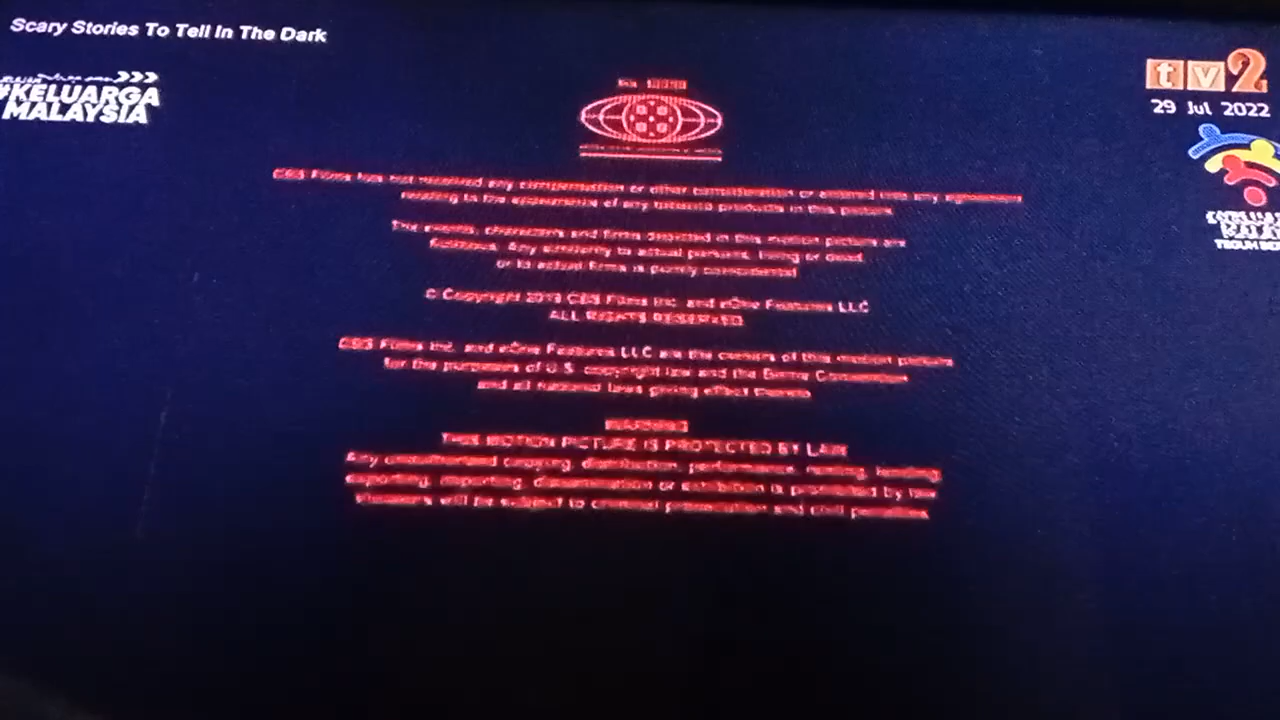 Scary Stories To Tell In The Dark
#KELUARGA
MALAYSIA
tv2
29 Jul 2022
CBS Films has not received any compensation or other consideration or entered into any agreement
relating to the appearance of any tobacco products in this picture
The events, characters and firms depicted in this motion picture are
fictitious. Any similarity to actual persons, living or dead,
or to actual firms is purely coincidental
© Copyright 2019 CBS Films Inc. and eOne Features LLC
ALL RIGHTS RESERVED
CBS Films Inc. and eOne Features LLC are the owners of this motion picture
for the purposes of U.S. copyright law and the Berne Convention
and all national laws giving effect thereto
WARNING
THIS MOTION PICTURE IS PROTECTED BY LAW
Any unauthorized copying, distribution, performance, renting, lending
exporting, importing, dissemination or exhibition is prohibited by law
Violators will be subject to criminal prosecution and civil penalties
MALAY
TEGUH BE